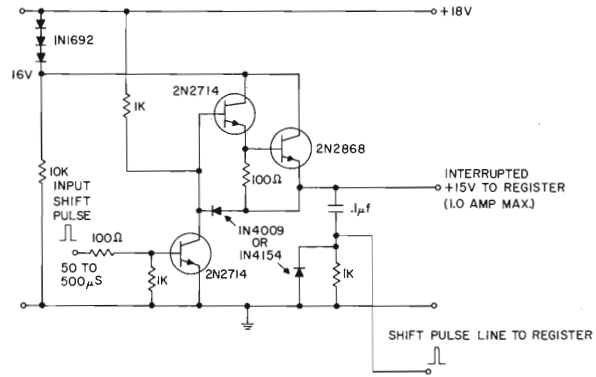 +18V
1N1692
16V
2N2714
1K
2N2868
10K
100Ω
INTERRUPTED
+15V TO REGISTER
(1.0 AMP MAX.)
INPUT
SHIFT
PULSE
.1μf
1N4009
OR
1N4154
100Ω
2N2714
50 TO
500μS
1K
1K
SHIFT PULSE LINE TO REGISTER